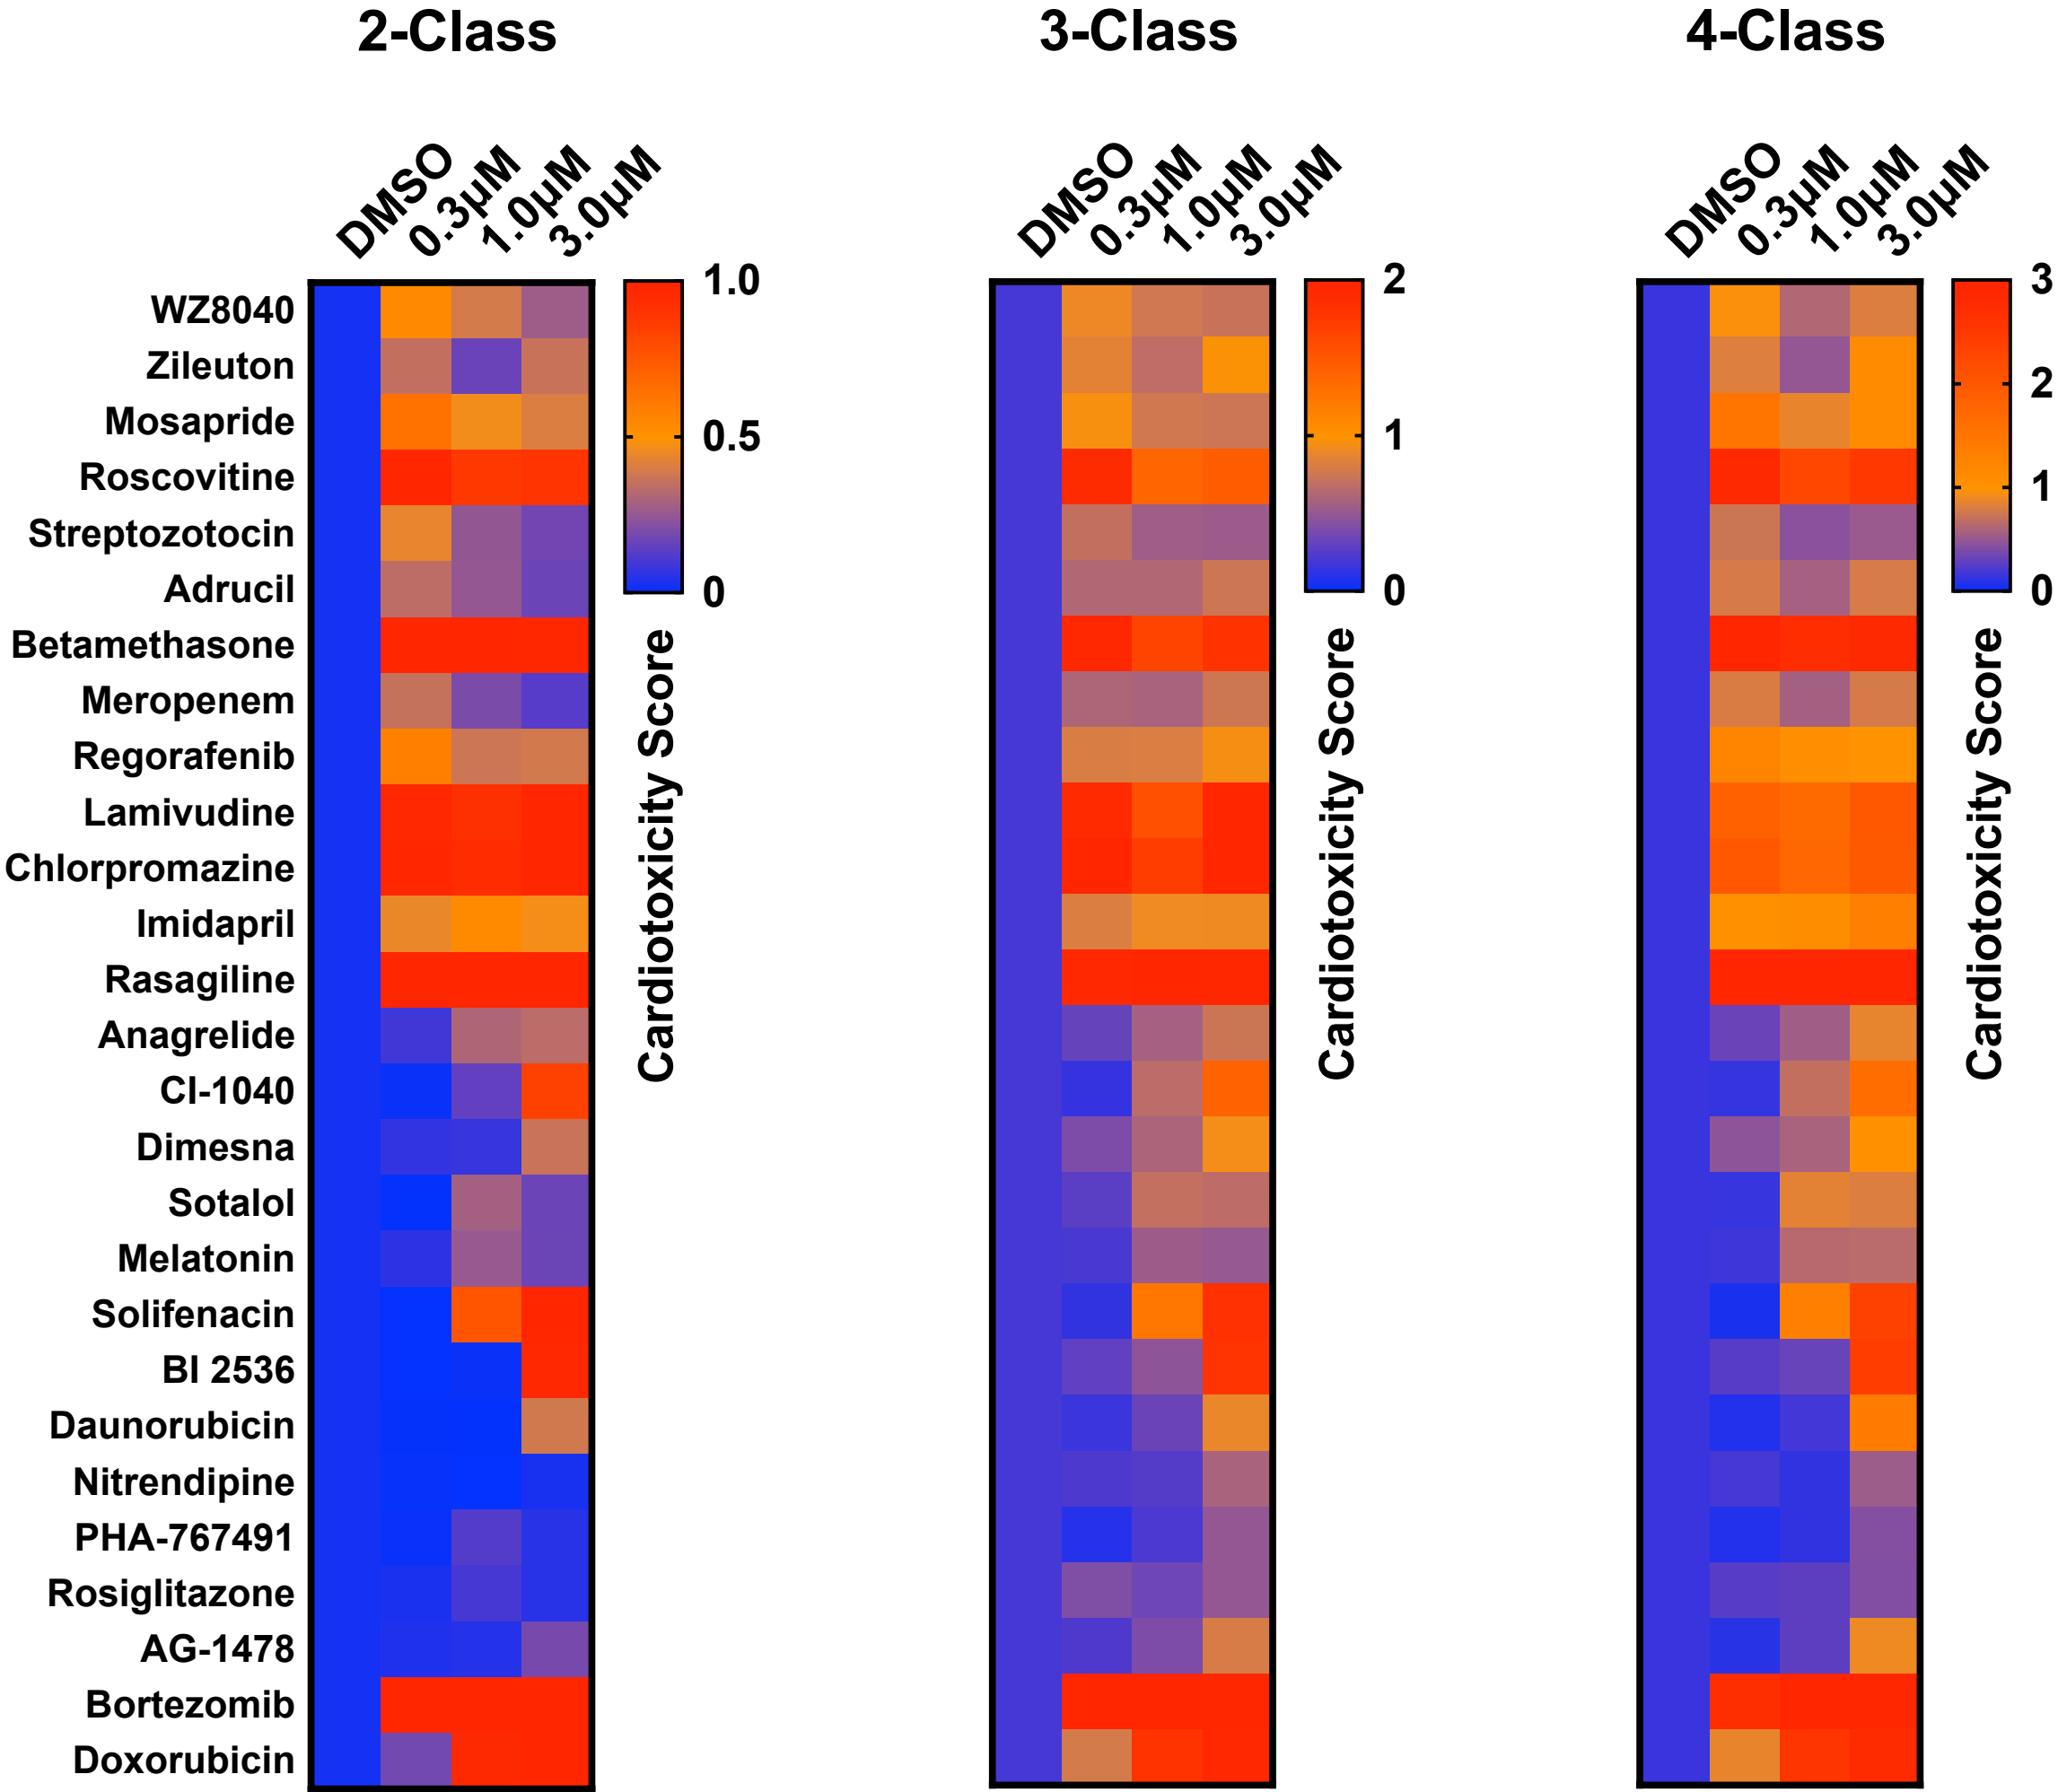 2-Class
3-Class
4-Class
DMSO
0.3µM
1.0µM
3.0µM
DMSO
0.3µM
1.0µM
3.0µM
DMSO
0.3µM
1.0µM
3.0µM
WZ8040
Zileuton
Mosapride
Roscovitine
Streptozotocin
Adrucil
Betamethasone
Meropenem
Regorafenib
Lamivudine
Chlorpromazine
Imidapril
Rasagiline
Anagrelide
CI-1040
Dimesna
Sotalol
Melatonin
Solifenacin
BI 2536
Daunorubicin
Nitrendipine
PHA-767491
Rosiglitazone
AG-1478
Bortezomib
Doxorubicin
1.0
0.5
0
Cardiotoxicity Score
2
1
0
Cardiotoxicity Score
3
2
1
0
Cardiotoxicity Score